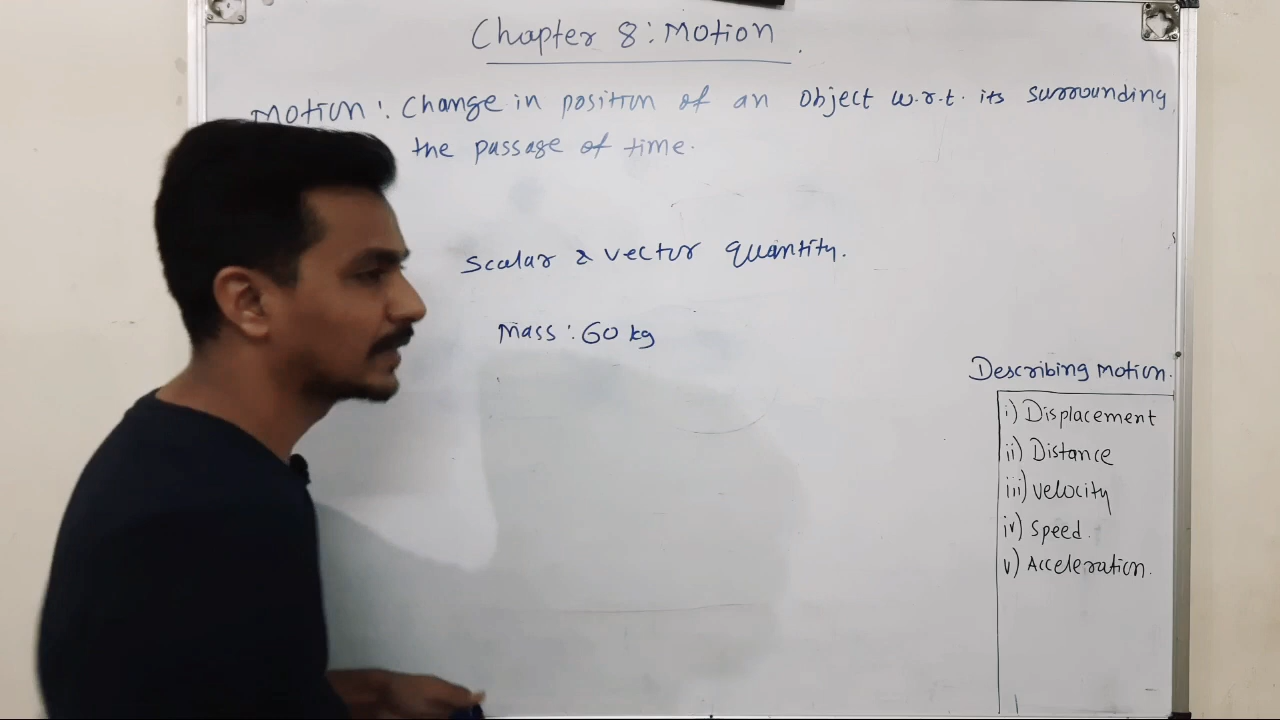 Chapter 8: Motion.
Motion: Change in position of an object w.r.t. its surrounding
the passage of time.
Scalar & vector quantity.
Mass: 60 kg
Describing Motion.
i) Displacement
ii) Distance
iii) Velocity
iv) Speed.
v) Acceleration.